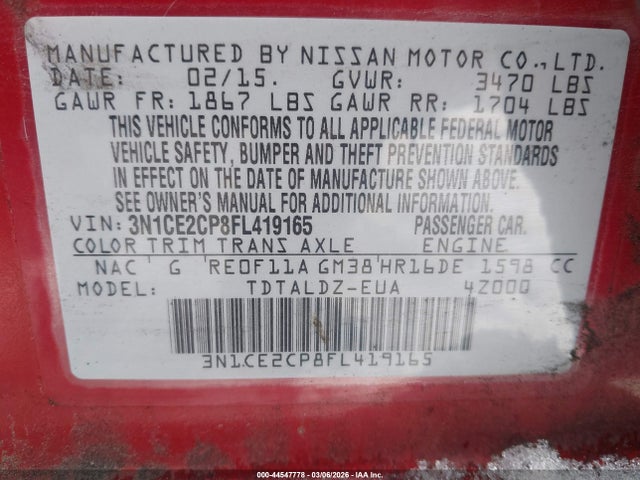 MANUFACTURED BY NISSAN MOTOR CO., LTD.
DATE: 02/15. GVWR: 3470 LBS
GAWR FR: 1867 LBS GAWR RR: 1704 LBS
THIS VEHICLE CONFORMS TO ALL APPLICABLE FEDERAL MOTOR
VEHICLE SAFETY, BUMPER AND THEFT PREVENTION STANDARDS
IN EFFECT ON THE DATE OF MANUFACTURE SHOWN ABOVE.
SEE OWNER'S MANUAL FOR ADDITIONAL INFORMATION.
VIN: 3N1CE2CP8FL419165 PASSENGER CAR.
COLOR TRIM TRANS AXLE ENGINE
NAC G RE0F11A GM38 HR16DE 1598 CC
MODEL: TDTALDZ-EUA 4Z000
3N1CE2CP8FL419165
000-44547778 - 03/06/2026 - IAA, Inc.